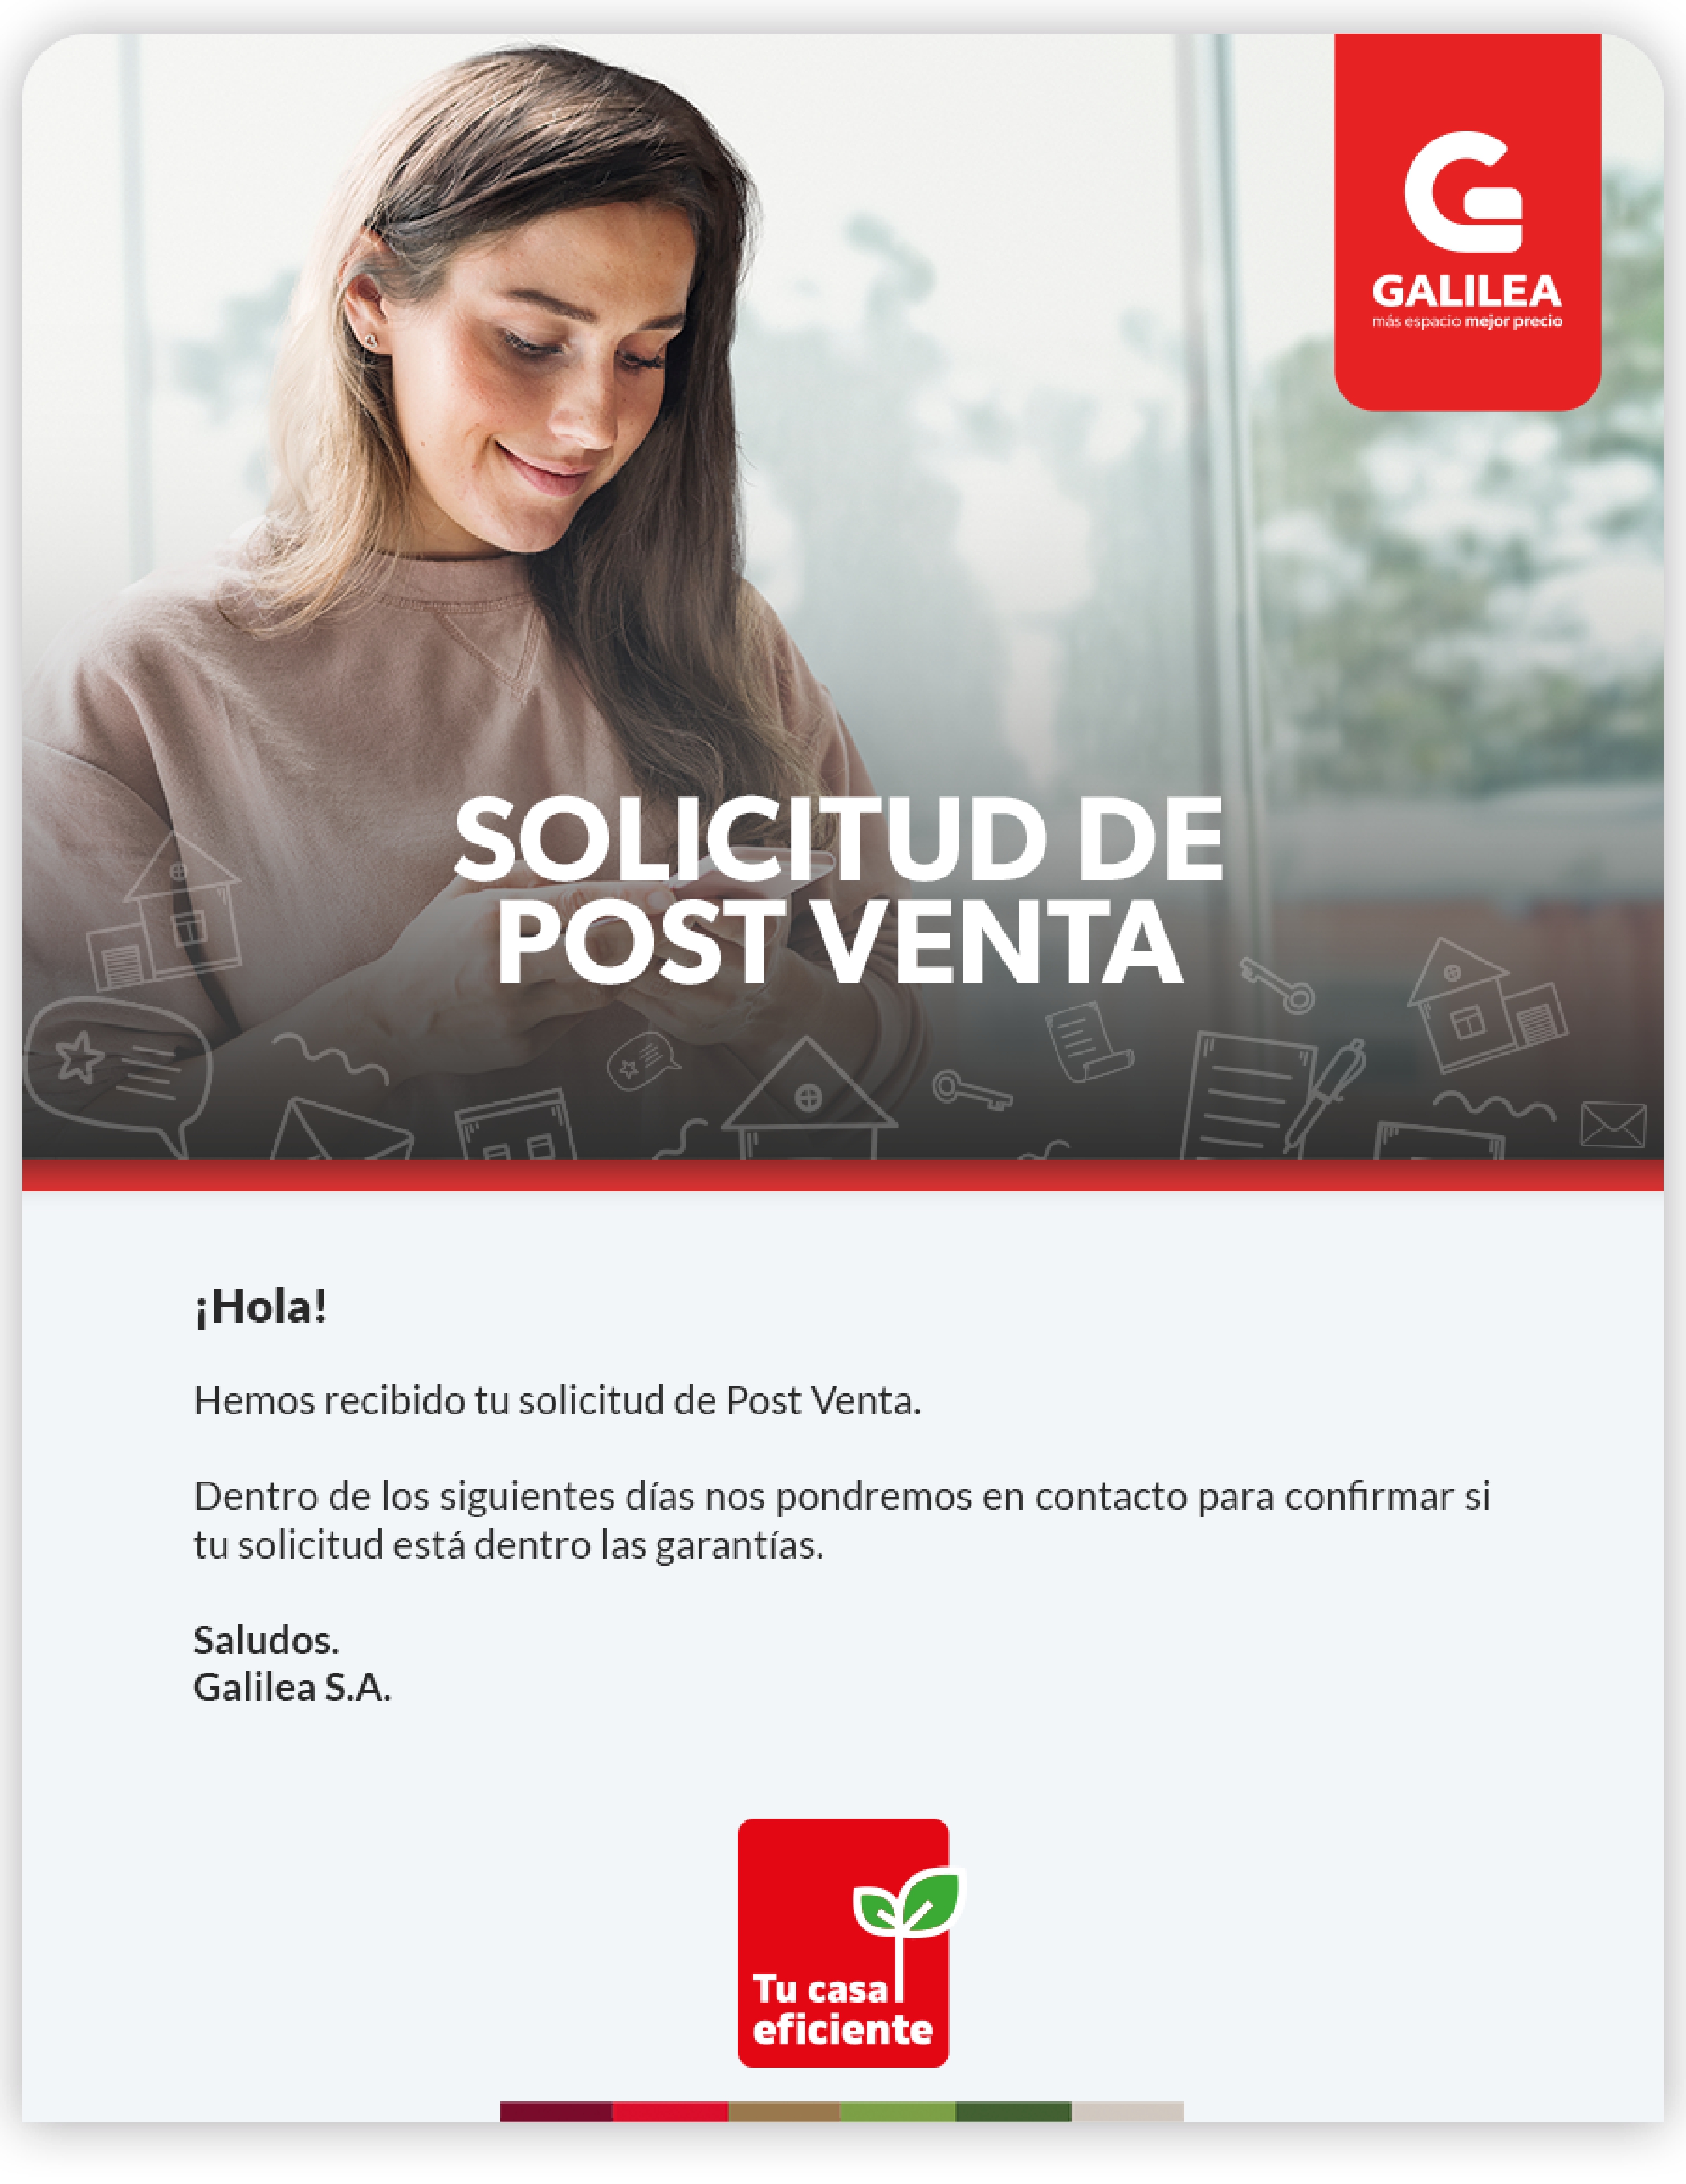 GALILEA
más espacio mejor precio
SOLICITUD DE
POST VENTA
¡Hola!
Hemos recibido tu solicitud de Post Venta.
Dentro de los siguientes días nos pondremos en contacto para confirmar si
tu solicitud está dentro las garantías.
Saludos.
Galilea S.A.
Tu casa
eficiente